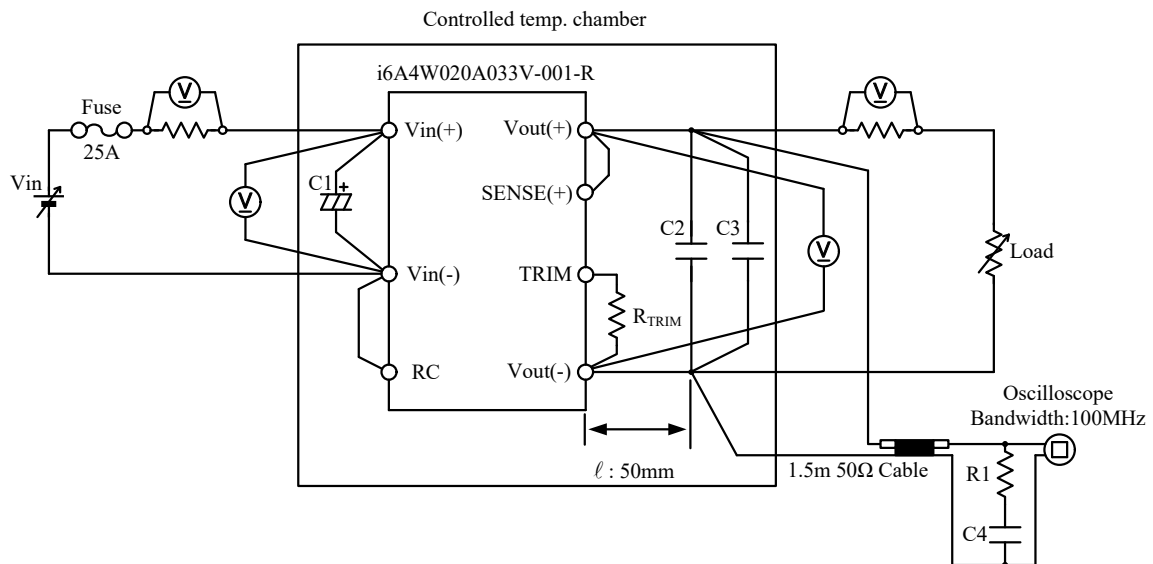 Controlled temp. chamber
i6A4W020A033V-001-R
Fuse
25A
V
Vin
V
C1
+
Vin(+)
Vin(-)
RC
Vout(+)
SENSE(+)
TRIM
RTRIM
Vout(-)
C2
C3
V
V
Load
ℓ : 50mm
1.5m 50Ω Cable
Oscilloscope
Bandwidth:100MHz
R1
C4